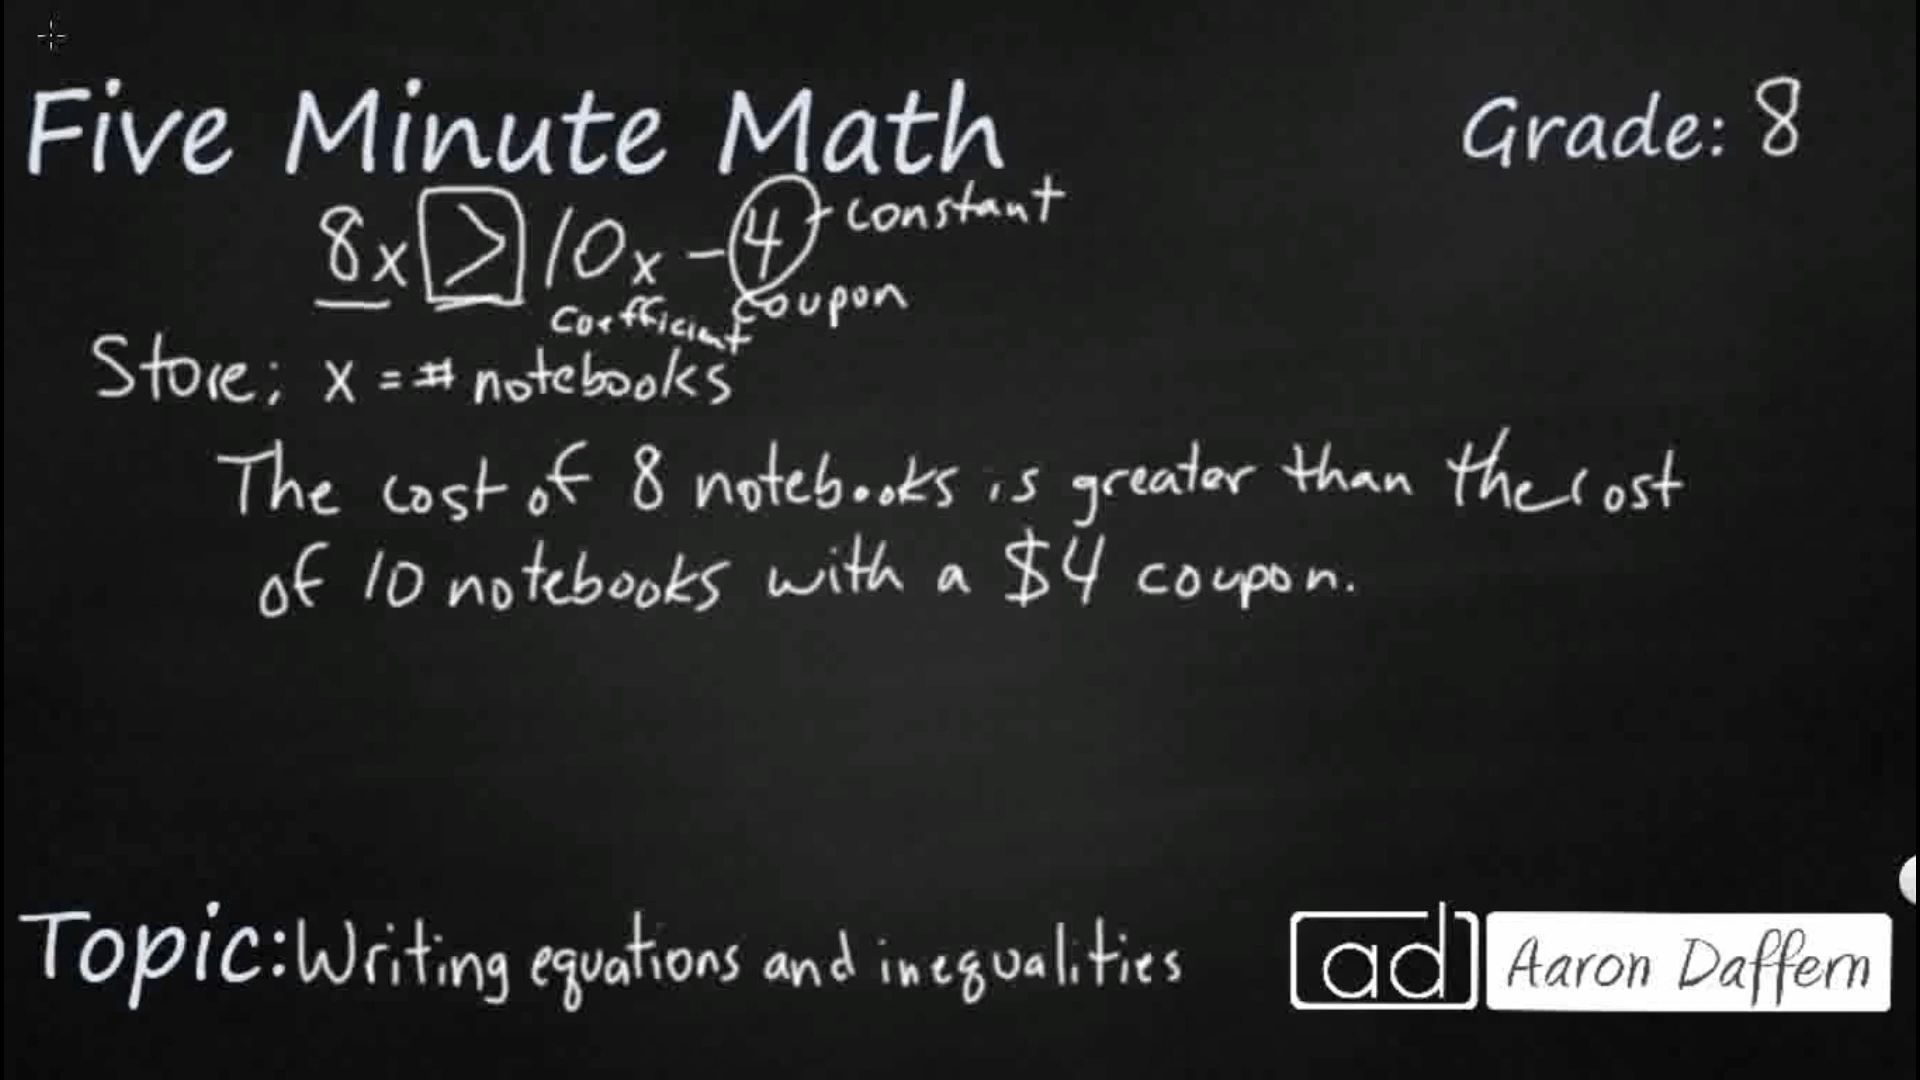 Five Minute Math Grade: 8
8x > 10x - 4 constant
coefficient coupon
Store; x = # notebooks
The cost of 8 notebooks is greater than the cost
of 10 notebooks with a $4 coupon.
Topic: Writing equations and inequalities
ad Aaron Daffern